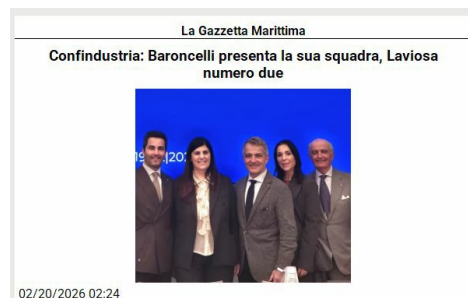 La Gazzetta Marittima
Confindustria: Baroncelli presenta la sua squadra, Laviosa
numero due
02/20/2026 02:24